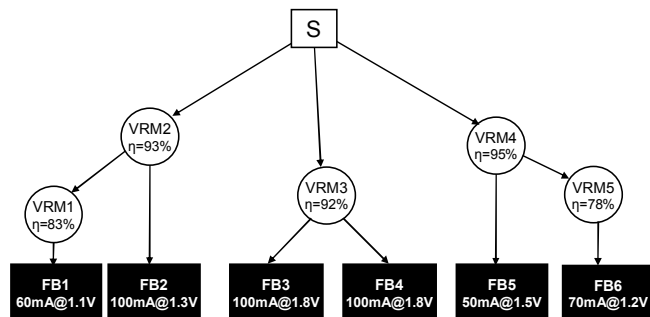 S
VRM2
η=93%
VRM4
η=95%
VRM1
η=83%
VRM3
η=92%
VRM5
η=78%
FB1
60mA@1.1V
FB2
100mA@1.3V
FB3
100mA@1.8V
FB4
100mA@1.8V
FB5
50mA@1.5V
FB6
70mA@1.2V